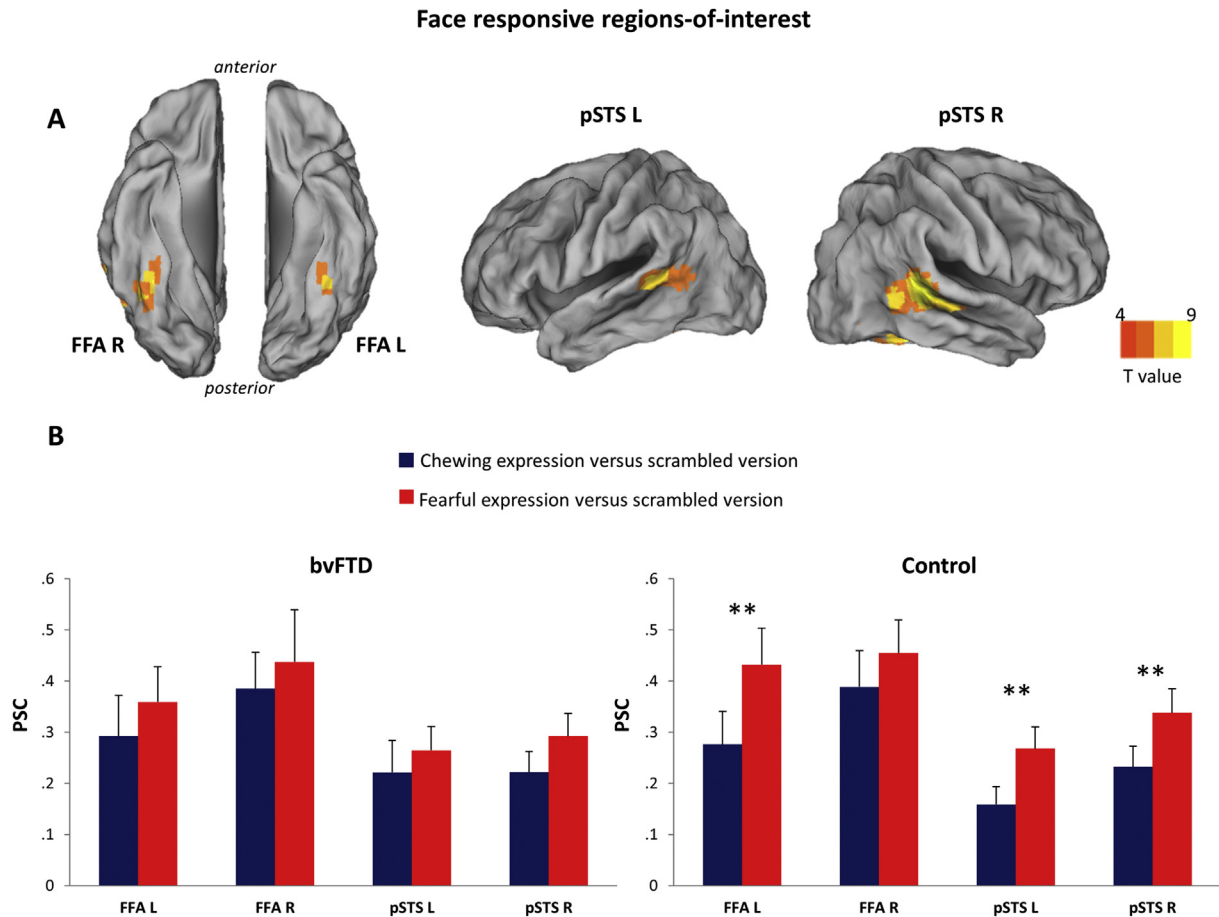 Face responsive regions-of-interest
anterior
A
pSTS L
pSTS R
FFA R
FFA L
posterior
4 9
T value
B
Chewing expression versus scrambled version
Fearful expression versus scrambled version
bvFTD
.6
.5
.4
.3
.2
.1
0
PSC
FFA L FFA R pSTS L pSTS R
Control
.6
.5
.4
.3
.2
.1
0
PSC
** ** **
FFA L FFA R pSTS L pSTS R